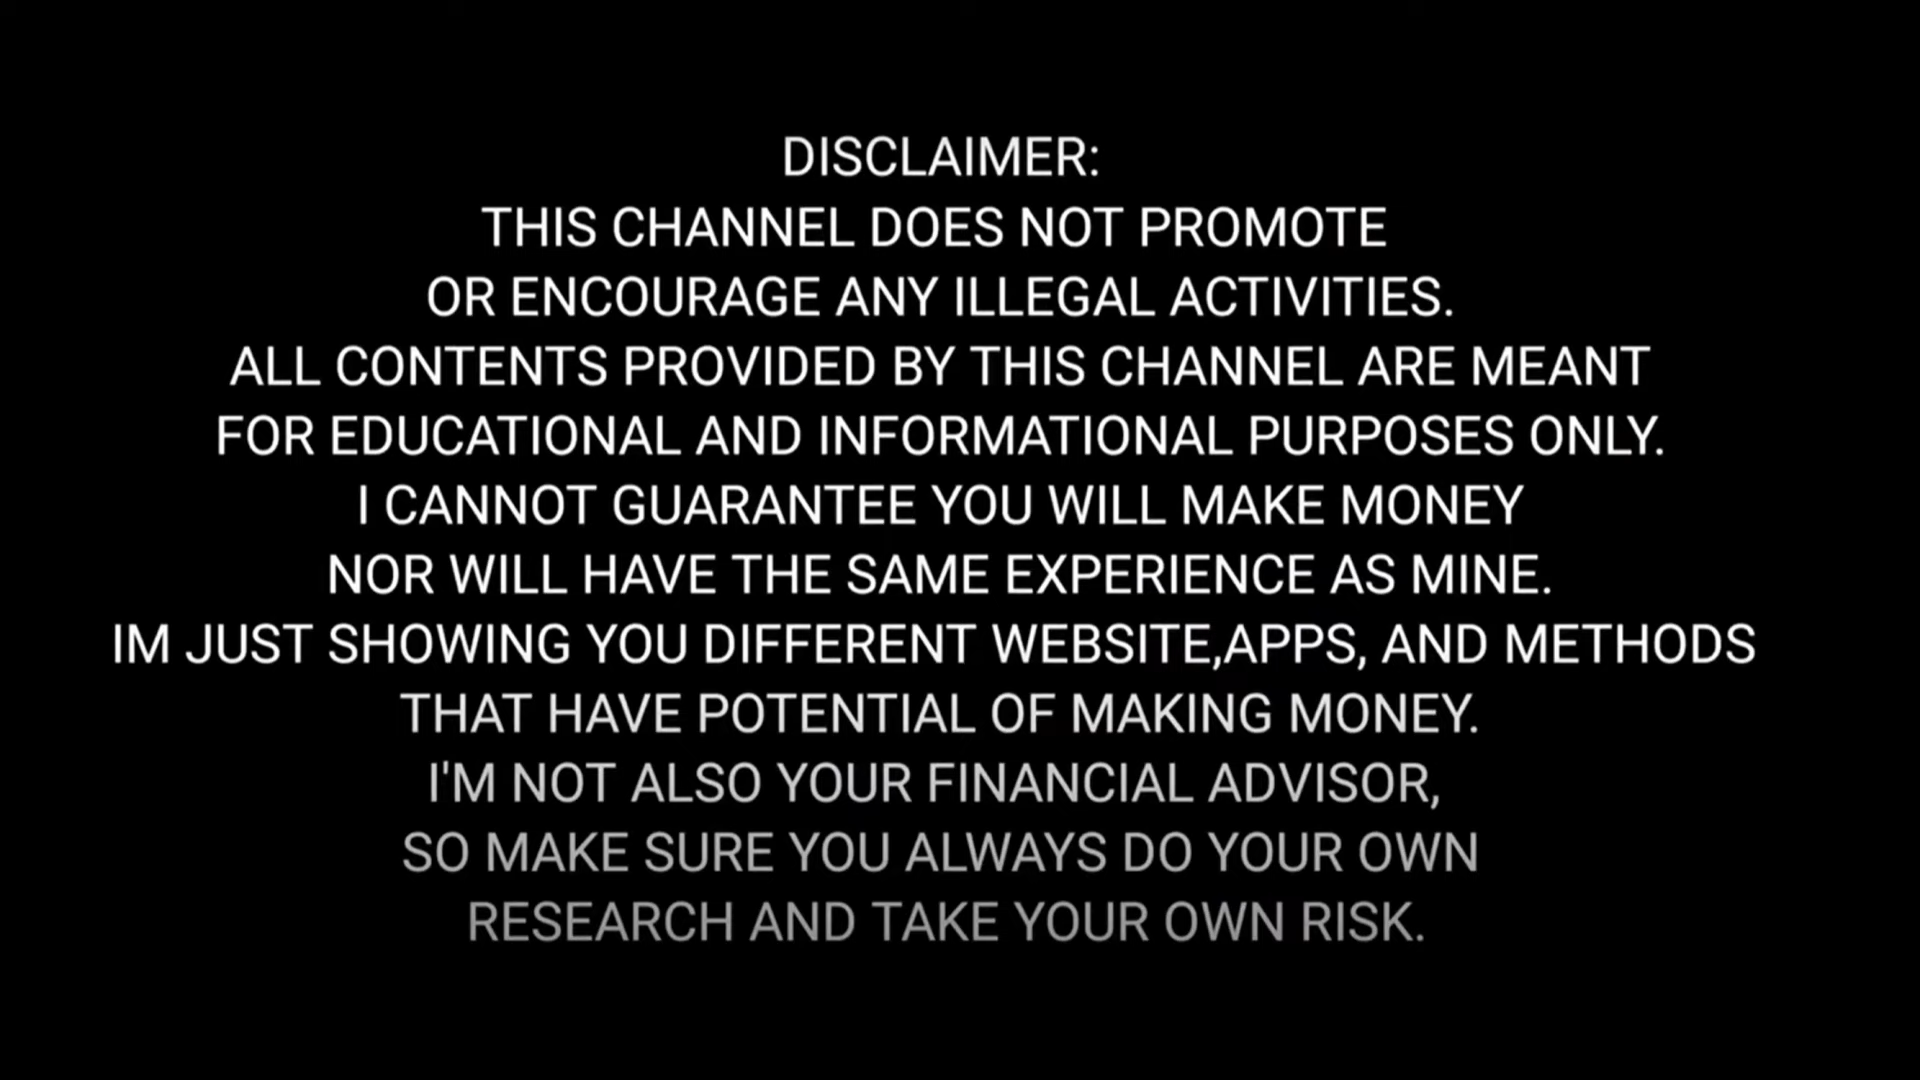 DISCLAIMER:
THIS CHANNEL DOES NOT PROMOTE
OR ENCOURAGE ANY ILLEGAL ACTIVITIES.
ALL CONTENTS PROVIDED BY THIS CHANNEL ARE MEANT
FOR EDUCATIONAL AND INFORMATIONAL PURPOSES ONLY.
I CANNOT GUARANTEE YOU WILL MAKE MONEY
NOR WILL HAVE THE SAME EXPERIENCE AS MINE.
IM JUST SHOWING YOU DIFFERENT WEBSITE,APPS, AND METHODS
THAT HAVE POTENTIAL OF MAKING MONEY.
I'M NOT ALSO YOUR FINANCIAL ADVISOR,
SO MAKE SURE YOU ALWAYS DO YOUR OWN
RESEARCH AND TAKE YOUR OWN RISK.